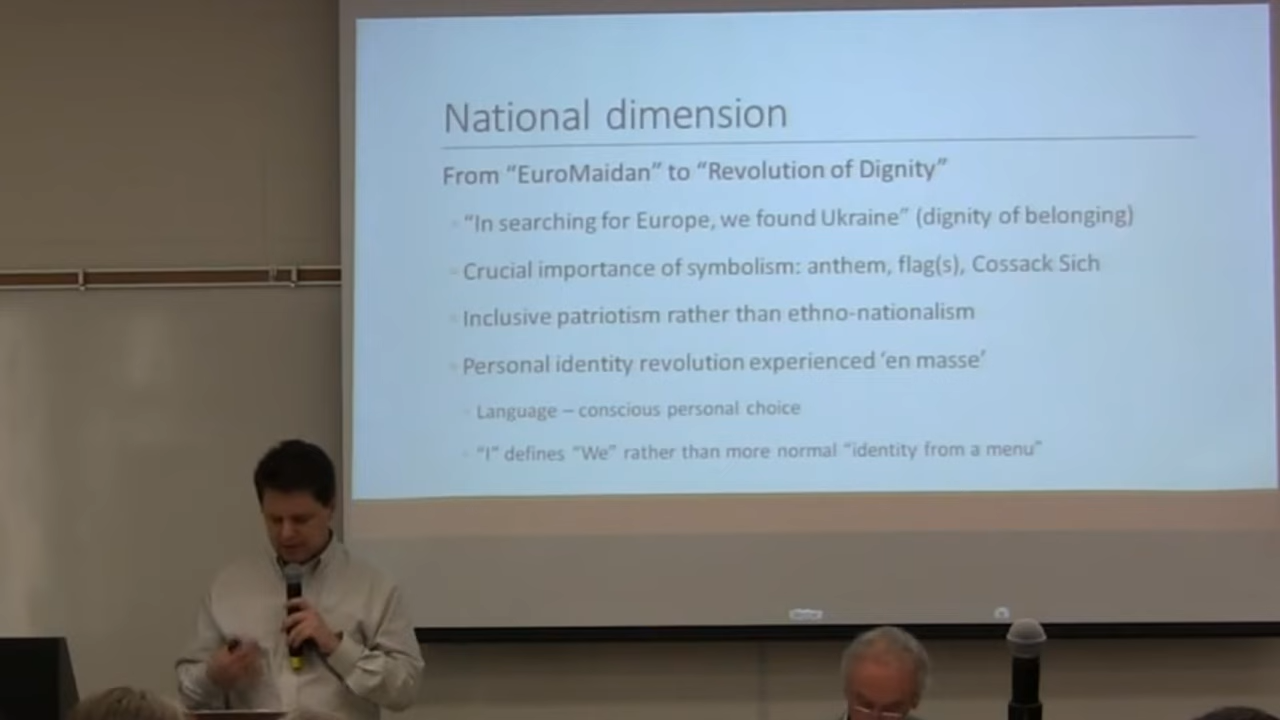 National dimension
From “EuroMaidan” to “Revolution of Dignity”
“In searching for Europe, we found Ukraine” (dignity of belonging)
Crucial importance of symbolism: anthem, flag(s), Cossack Sich
Inclusive patriotism rather than ethno-nationalism
Personal identity revolution experienced ‘en masse’
Language – conscious personal choice
“I” defines “We” rather than more normal “identity from a menu”